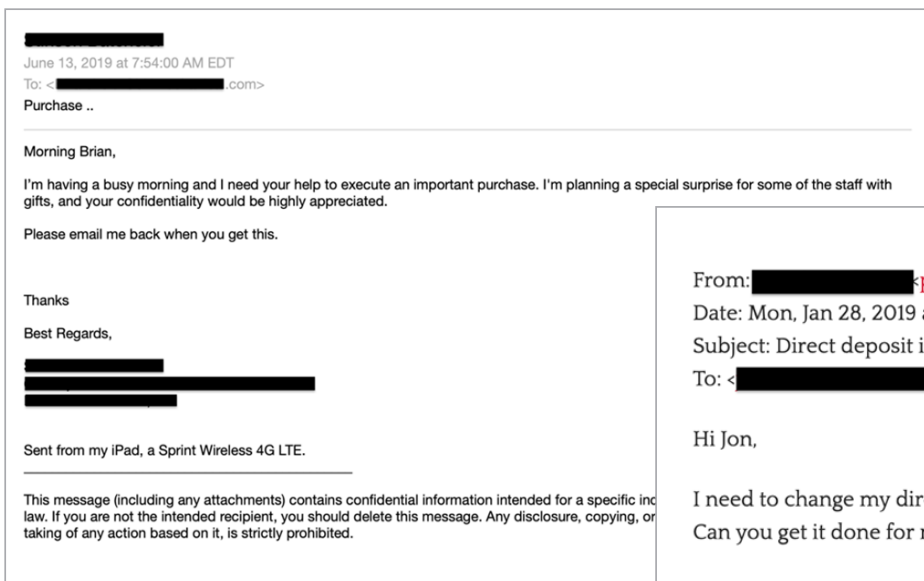 June 13, 2019 at 7:54:00 AM EDT
To: < .com>
Purchase ..
Morning Brian,
I'm having a busy morning and I need your help to execute an important purchase. I'm planning a special surprise for some of the staff with
gifts, and your confidentiality would be highly appreciated.
Please email me back when you get this.
Thanks
Best Regards,
Sent from my iPad, a Sprint Wireless 4G LTE.
This message (including any attachments) contains confidential information intended for a specific
law. If you are not the intended recipient, you should delete this message. Any disclosure, copying, or
taking of any action based on it, is strictly prohibited.
From: <
Date: Mon, Jan 28, 2019
Subject: Direct deposit
To: <
Hi Jon,
I need to change my
Can you get it done for